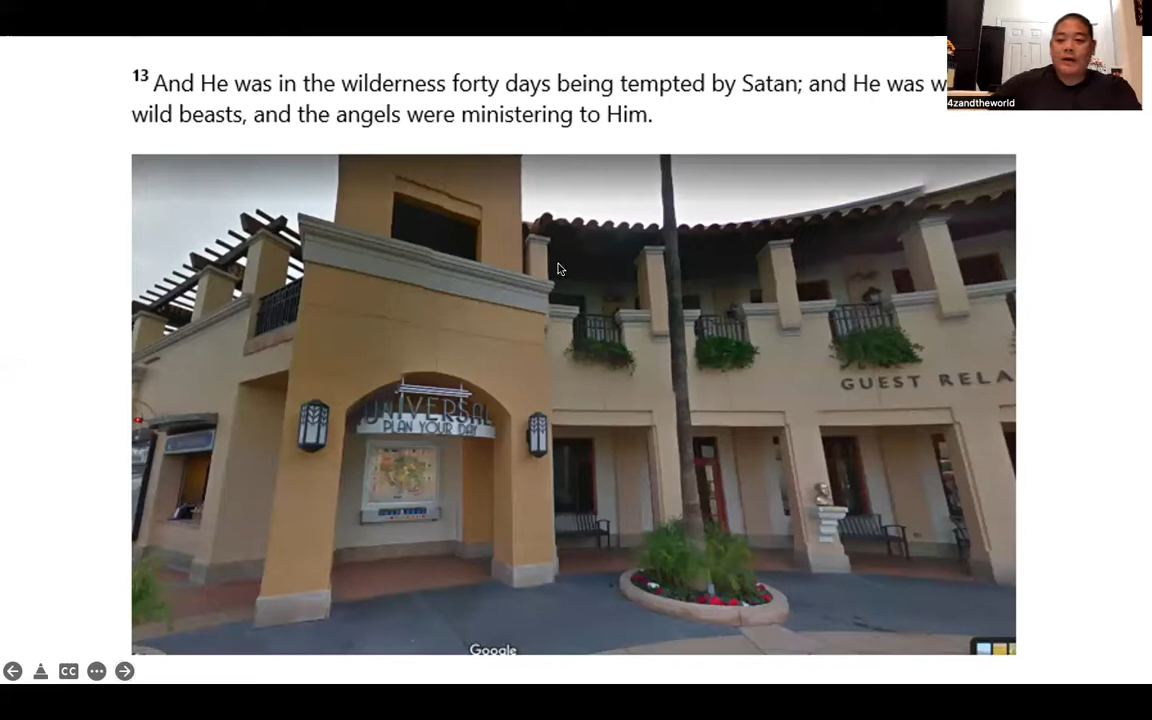 13 And He was in the wilderness forty days being tempted by Satan; and He was w
wild beasts, and the angels were ministering to Him.
4zandtheworld
UNIVERSAL
PLAN YOUR DAY
GUEST RELA
Google
CC